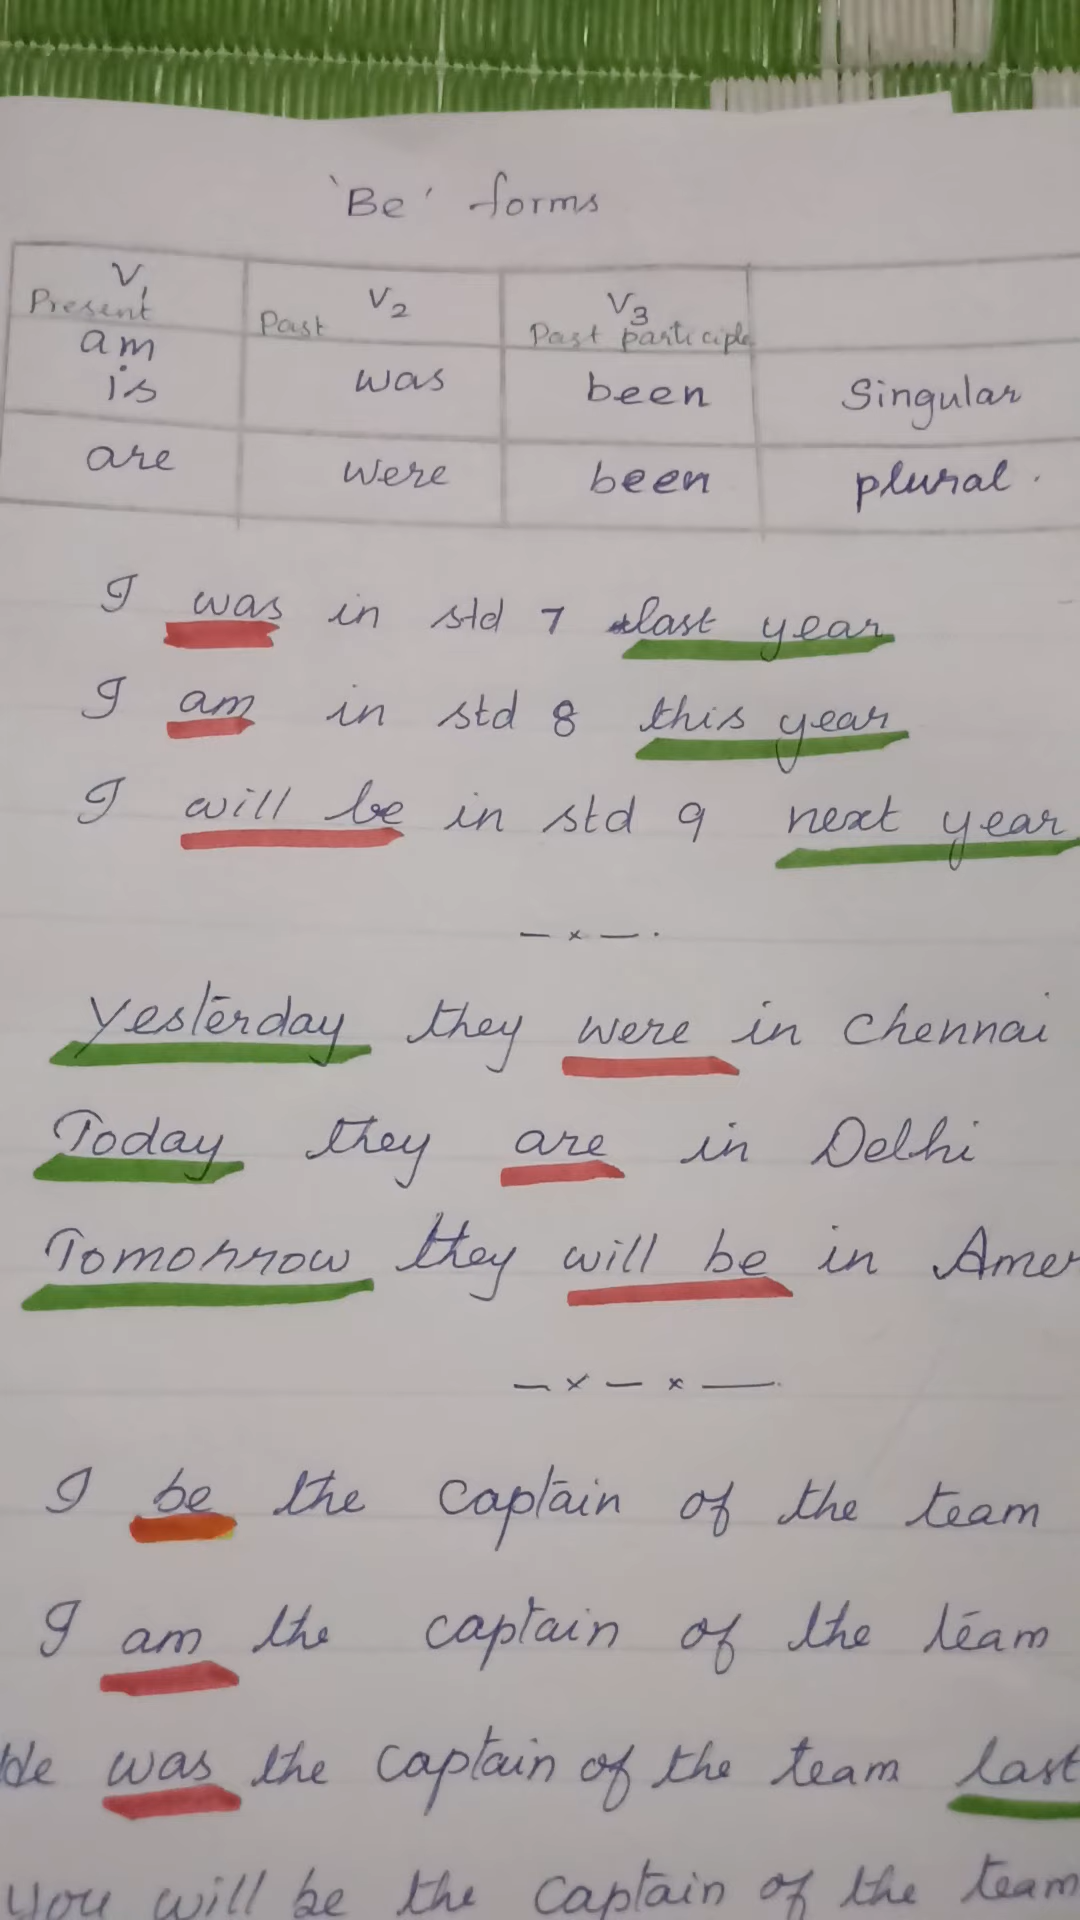 'Be' forms
V1 V2 V3
Present Past Past participle
am
is was been Singular
are were been plural.
I was in std 7 last year
I am in std 8 this year
I will be in std 9 next year
— x — .
Yesterday they were in Chennai
Today they are in Delhi
Tomorrow they will be in Amer
— x — x —
I be the captain of the team
I am the captain of the team
He was the captain of the team last
You will be the captain of the team